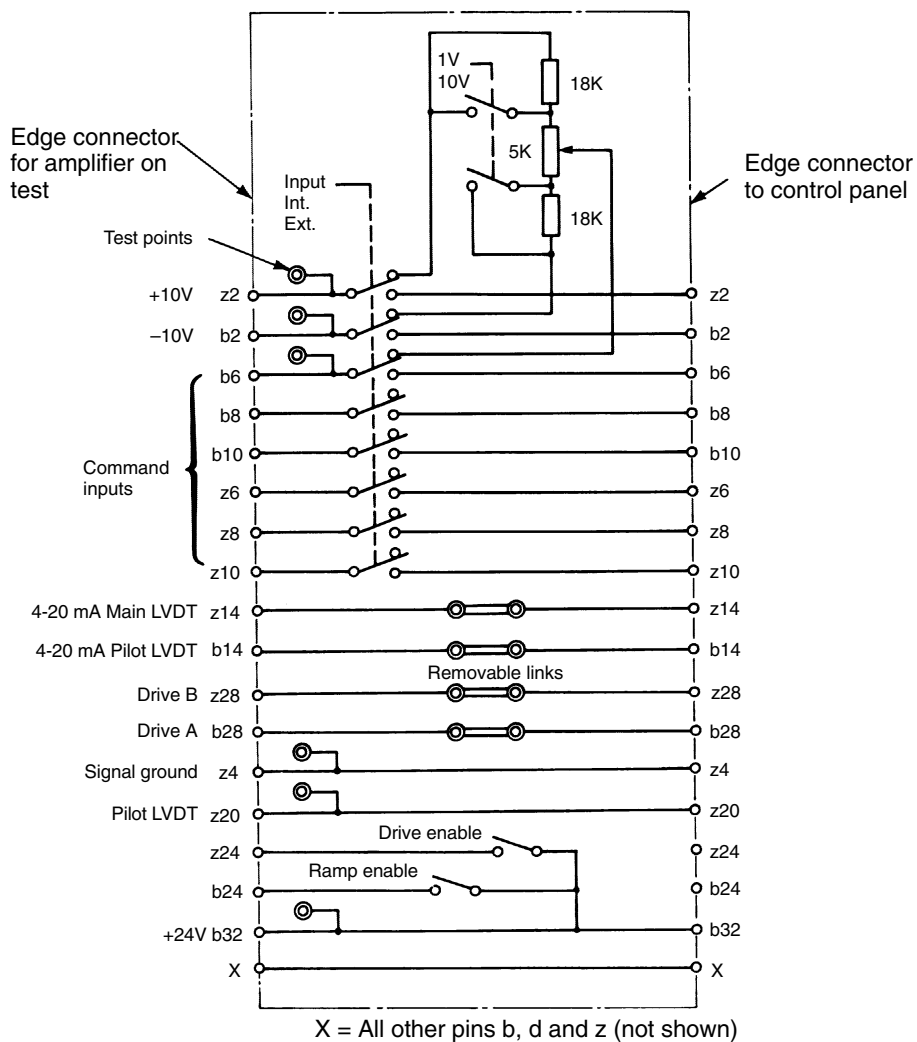 1V
10V
18K
5K
18K
Edge connector
for amplifier on
test
Edge connector
to control panel
Input
Int.
Ext.
Test points
+10V z2 z2
–10V b2 b2
b6 b6
b8 b8
Command
inputs
b10 b10
z6 z6
z8 z8
z10 z10
4-20 mA Main LVDT z14 z14
4-20 mA Pilot LVDT b14 b14
Removable links
Drive B z28 z28
Drive A b28 b28
Signal ground z4 z4
Pilot LVDT z20 z20
Drive enable
z24 z24
Ramp enable
b24 b24
+24V b32 b32
X X
X = All other pins b, d and z (not shown)